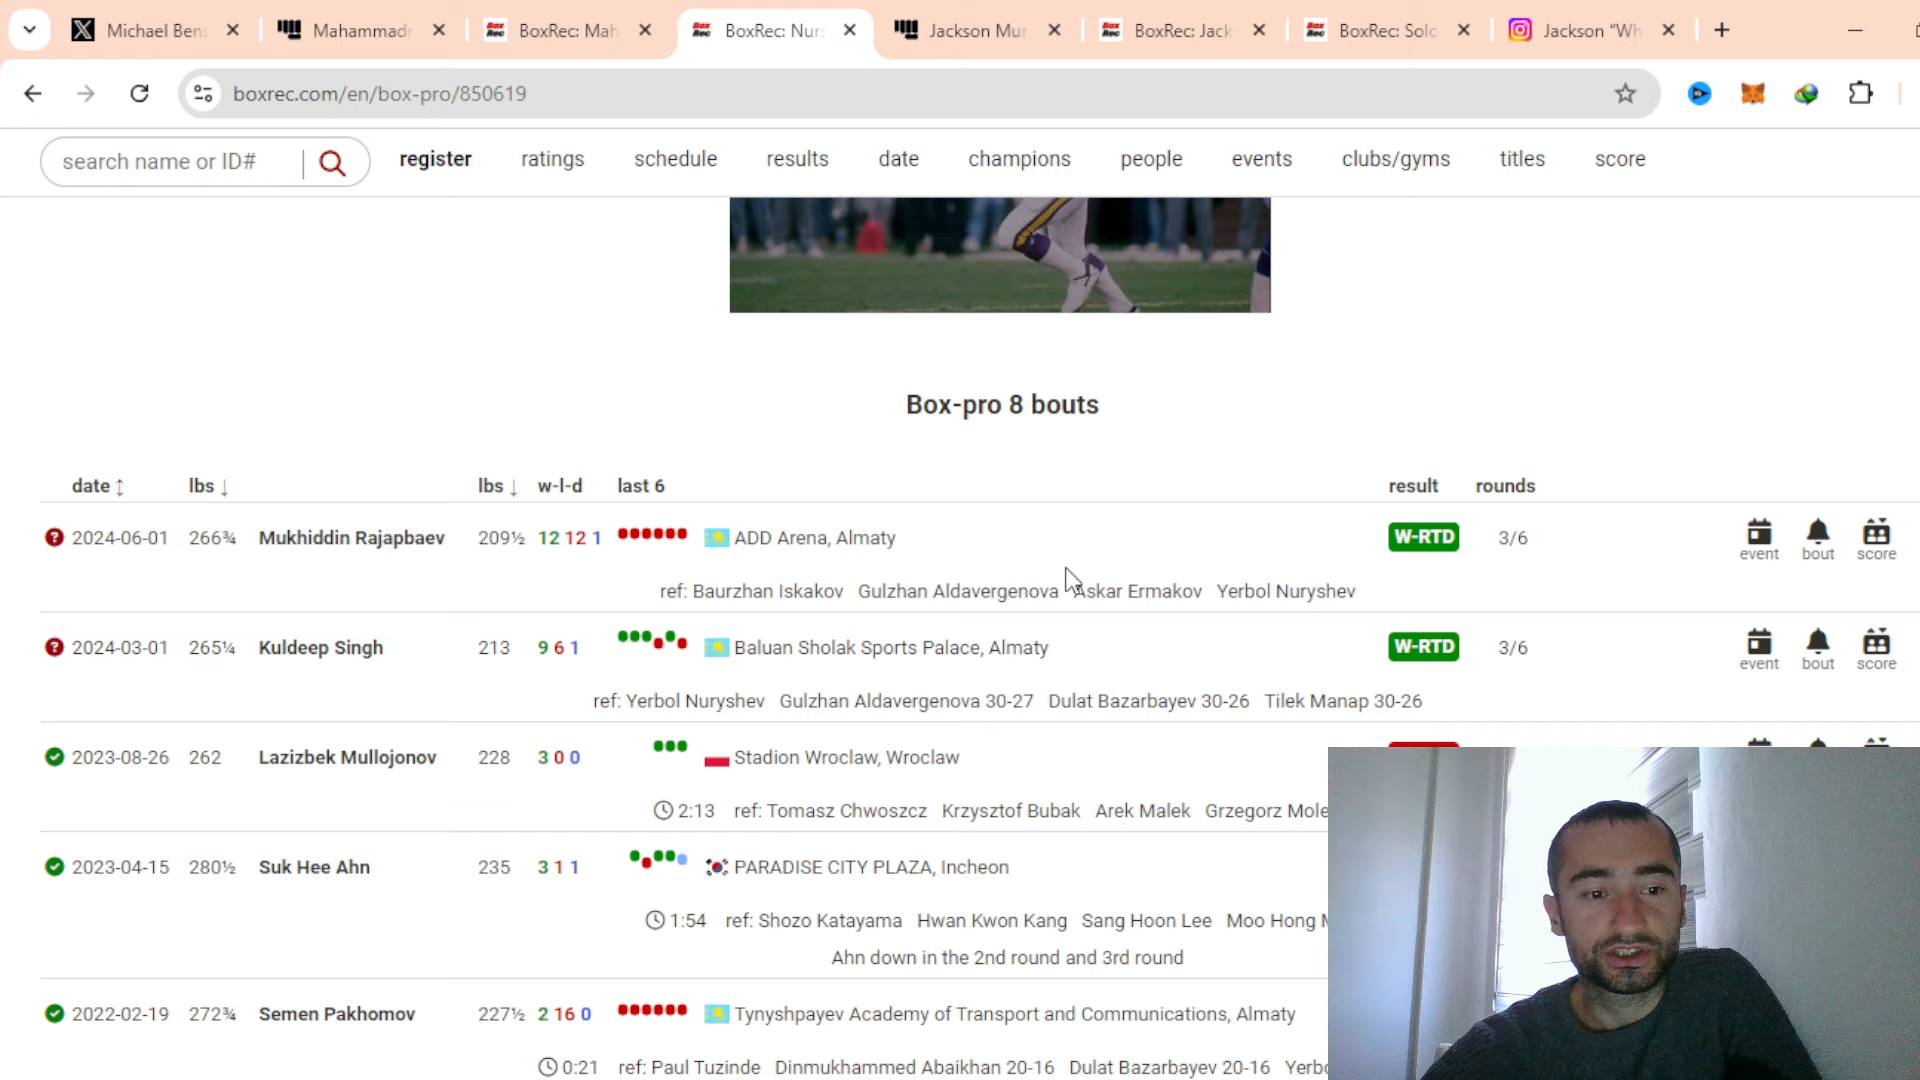 Michael Ben
Mahammadr
BoxRec: Mah
BoxRec: Nur
Jackson Mur
BoxRec: Jack
BoxRec: Solo
Jackson “Wh
boxrec.com/en/box-pro/850619
search name or ID#
register ratings schedule results date champions people events clubs/gyms titles score
Box-pro 8 bouts
date lbs lbs w-l-d last 6 result rounds
2024-06-01 266¾ Mukhiddin Rajapbaev 209½ 12 12 1 ADD Arena, Almaty W-RTD 3/6
event bout score
ref: Baurzhan Iskakov Gulzhan Aldavergenova Askar Ermakov Yerbol Nuryshev
2024-03-01 265¼ Kuldeep Singh 213 9 6 1 Baluan Sholak Sports Palace, Almaty W-RTD 3/6
event bout score
ref: Yerbol Nuryshev Gulzhan Aldavergenova 30-27 Dulat Bazarbayev 30-26 Tilek Manap 30-26
2023-08-26 262 Lazizbek Mullojonov 228 3 0 0 Stadion Wroclaw, Wroclaw
2:13 ref: Tomasz Chwoszcz Krzysztof Bubak Arek Malek Grzegorz Mole
2023-04-15 280½ Suk Hee Ahn 235 3 1 1 PARADISE CITY PLAZA, Incheon
1:54 ref: Shozo Katayama Hwan Kwon Kang Sang Hoon Lee Moo Hong
Ahn down in the 2nd round and 3rd round
2022-02-19 272¾ Semen Pakhomov 227½ 2 16 0 Tynyshpayev Academy of Transport and Communications, Almaty
0:21 ref: Paul Tuzinde Dinmukhammed Abaikhan 20-16 Dulat Bazarbayev 20-16 Yerbo